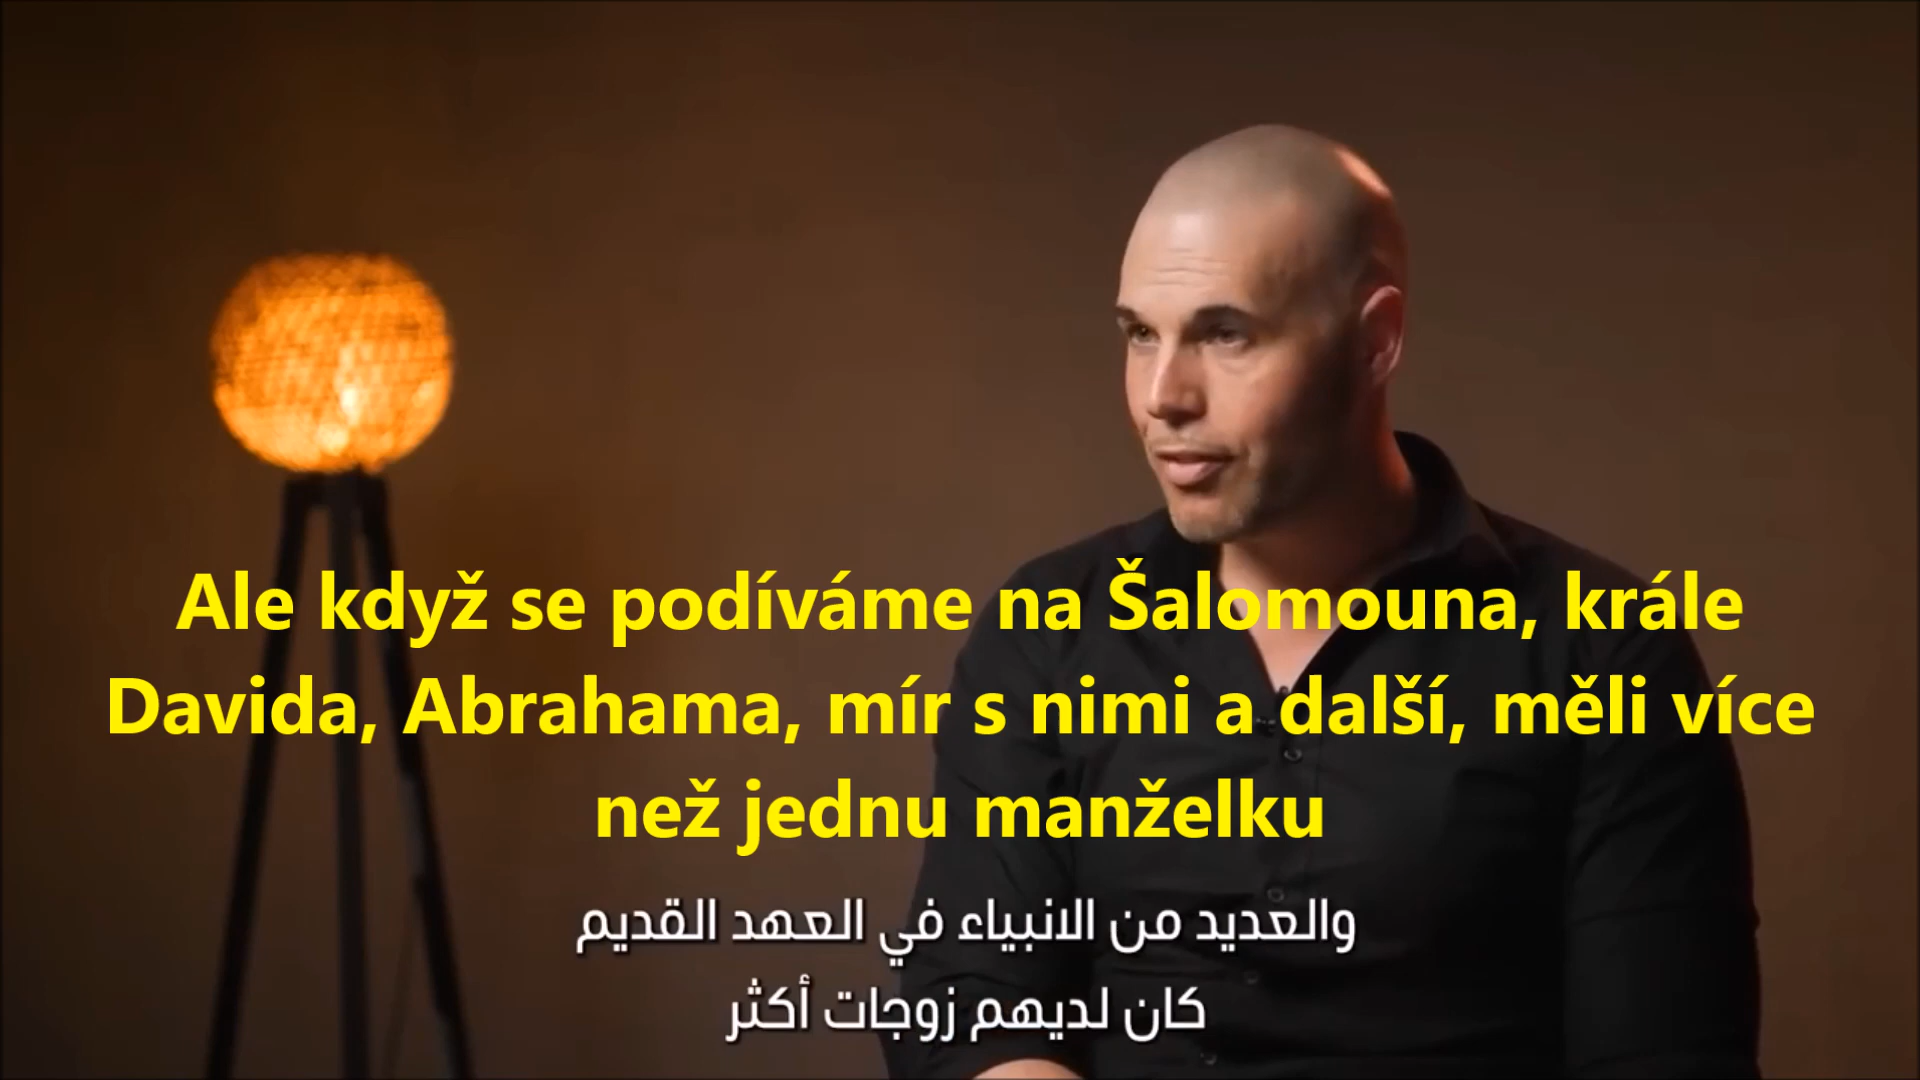 Ale když se podíváme na Šalomouna, krále
Davida, Abrahama, mír s nimi a další, měli více
než jednu manželku
والعديد من الانبياء في العهد القديم
كان لديهم زوجات أكثر